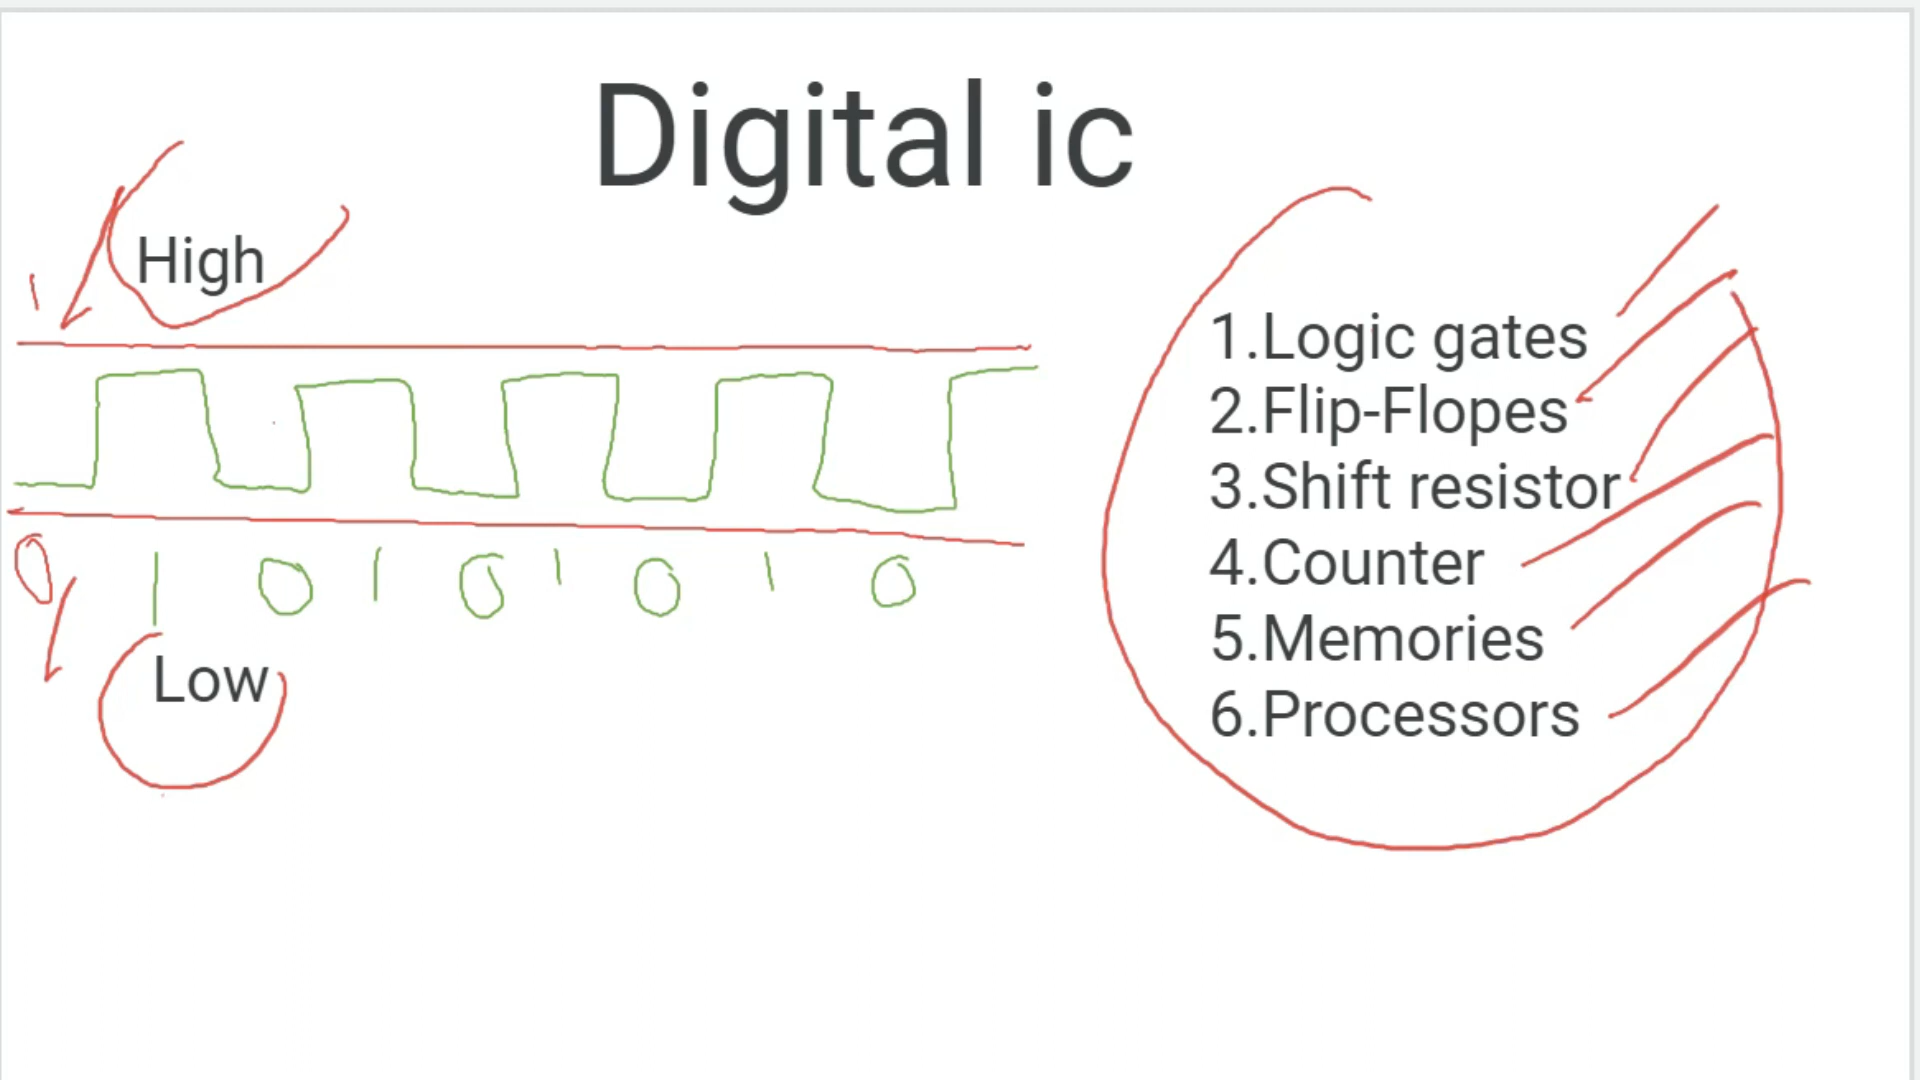 Digital ic
High
1
0
1 0 1 0 1 0 1 0
Low
1.Logic gates
2.Flip-Flopes
3.Shift resistor
4.Counter
5.Memories
6.Processors